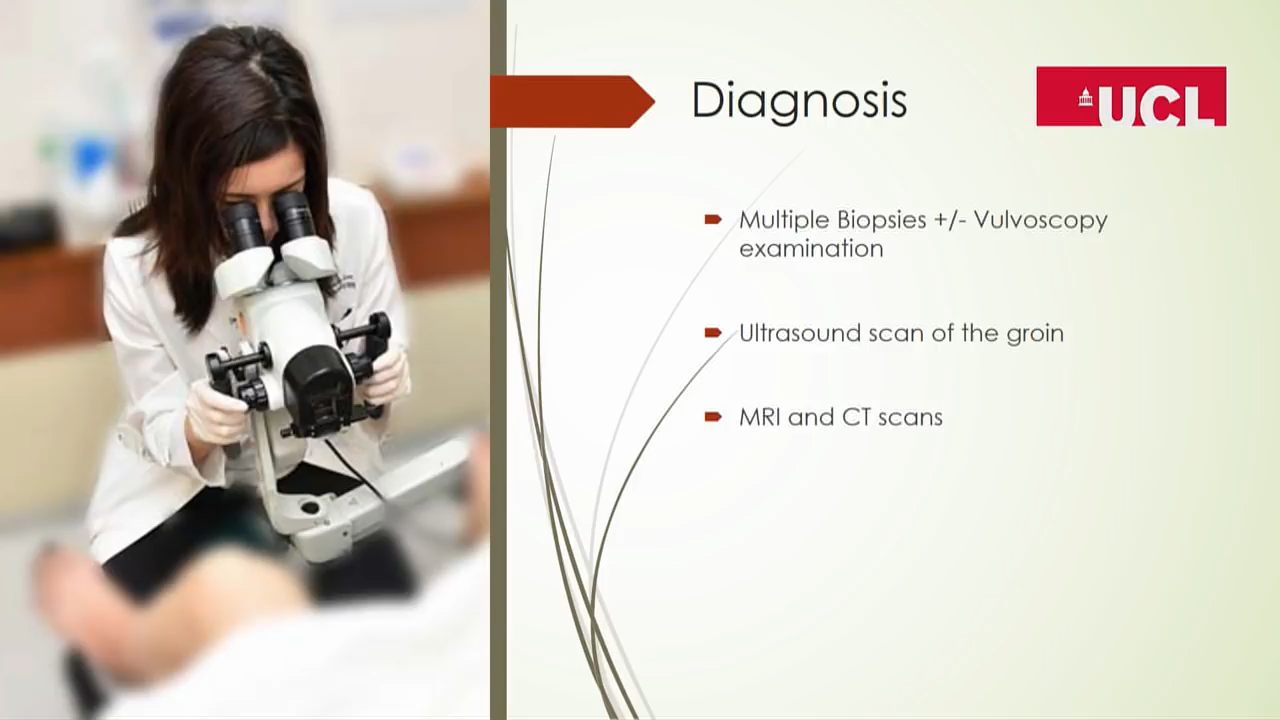 Diagnosis
UCL
Multiple Biopsies +/- Vulvoscopy
examination
Ultrasound scan of the groin
MRI and CT scans